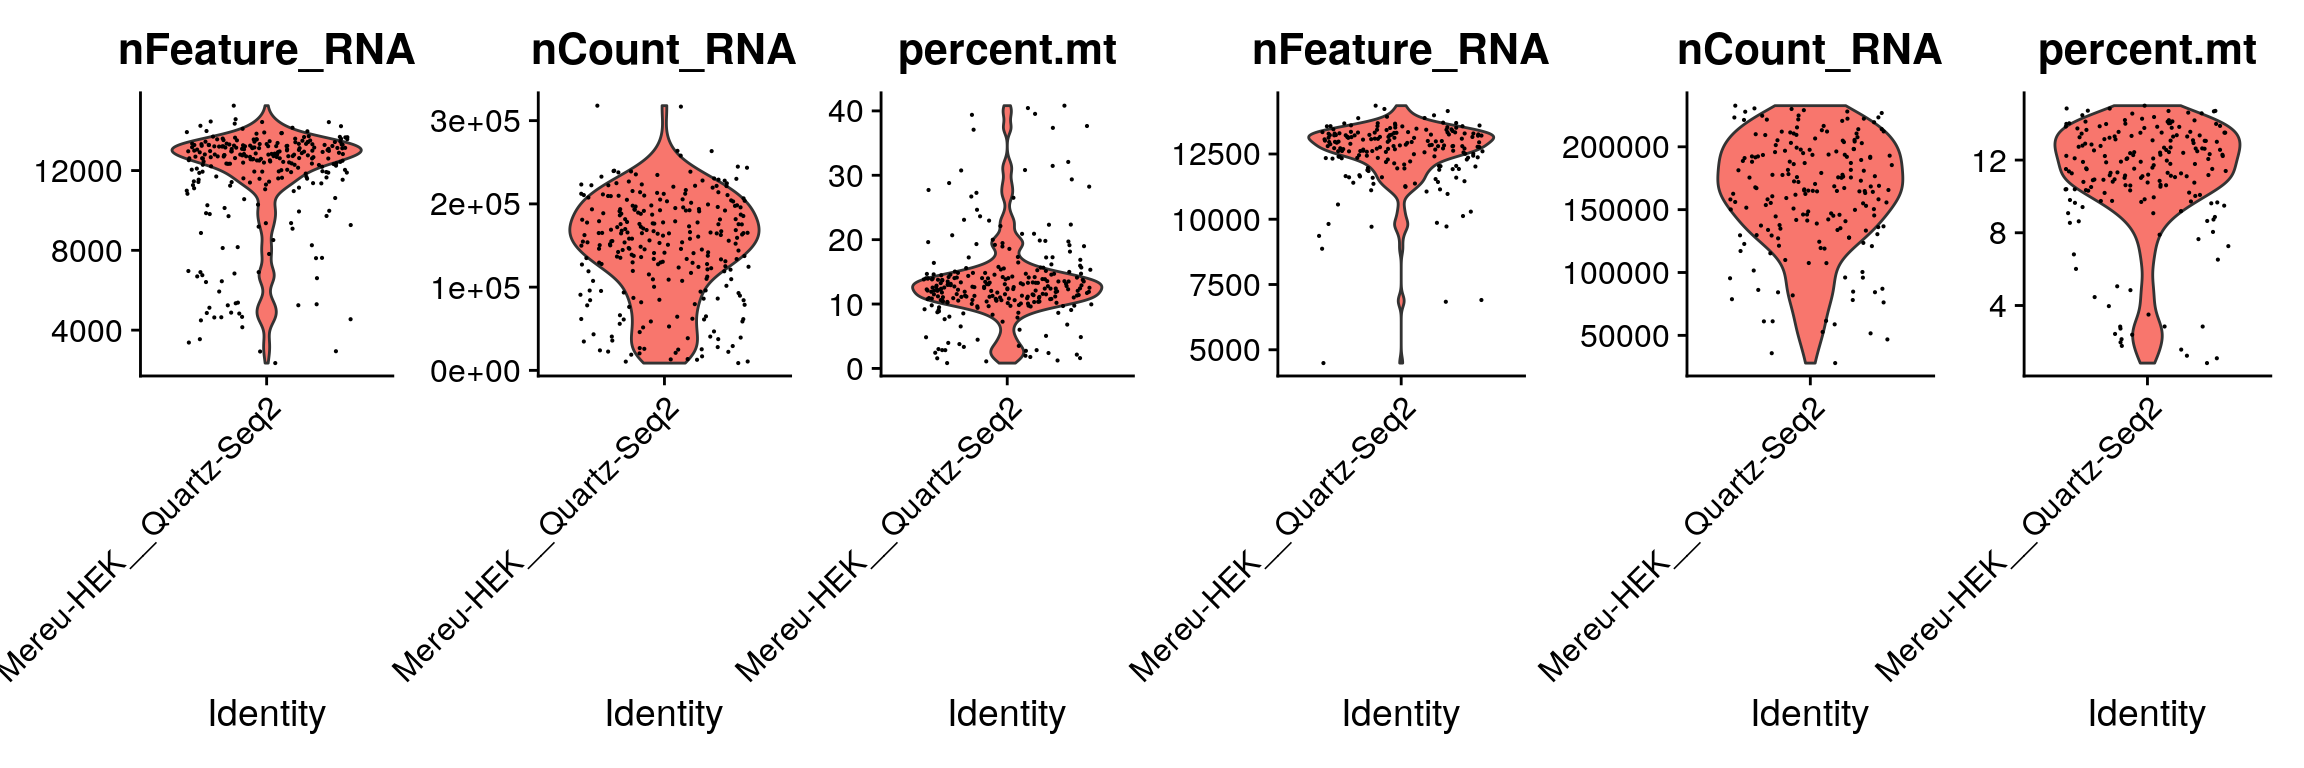 nFeature_RNA
12000
8000
4000
Mereu-HEK__Quartz-Seq2
Identity
nCount_RNA
3e+05
2e+05
1e+05
0e+00
Mereu-HEK__Quartz-Seq2
Identity
percent.mt
40
30
20
10
0
Mereu-HEK__Quartz-Seq2
Identity
nFeature_RNA
12500
10000
7500
5000
Mereu-HEK__Quartz-Seq2
Identity
nCount_RNA
200000
150000
100000
50000
Mereu-HEK__Quartz-Seq2
Identity
percent.mt
12
8
4
Mereu-HEK__Quartz-Seq2
Identity